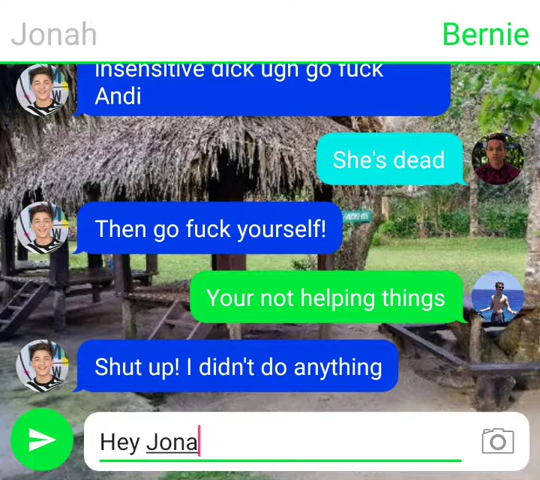 Jonah
Bernie
insensitive dick ugh go fuck
Andi
She's dead
Then go fuck yourself!
Your not helping things
Shut up! I didn't do anything
Hey Jona